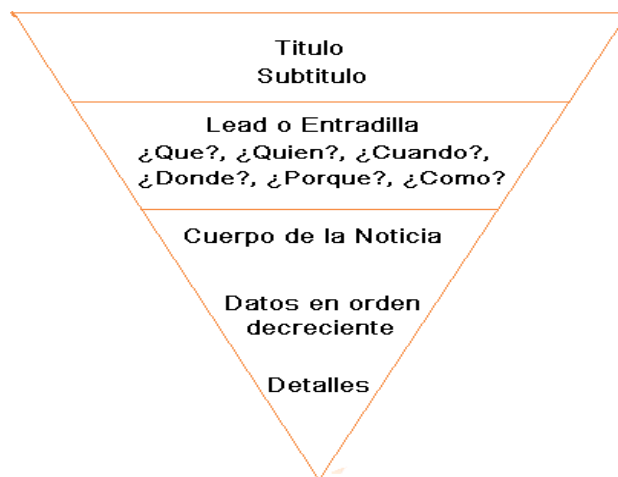 Titulo
Subtitulo
Lead o Entradilla
¿Que?, ¿Quien?, ¿Cuando?,
¿Donde?, ¿Porque?, ¿Como?
Cuerpo de la Noticia
Datos en orden
decreciente
Detalles